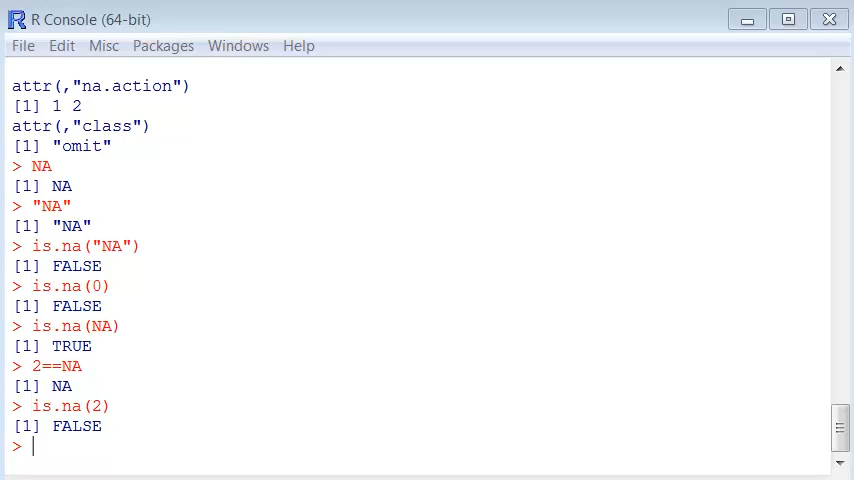 R Console (64-bit)
File Edit Misc Packages Windows Help
attr(,"na.action")
[1] 1 2
attr(,"class")
[1] "omit"
> NA
[1] NA
> "NA"
[1] "NA"
> is.na("NA")
[1] FALSE
> is.na(0)
[1] FALSE
> is.na(NA)
[1] TRUE
> 2==NA
[1] NA
> is.na(2)
[1] FALSE
>